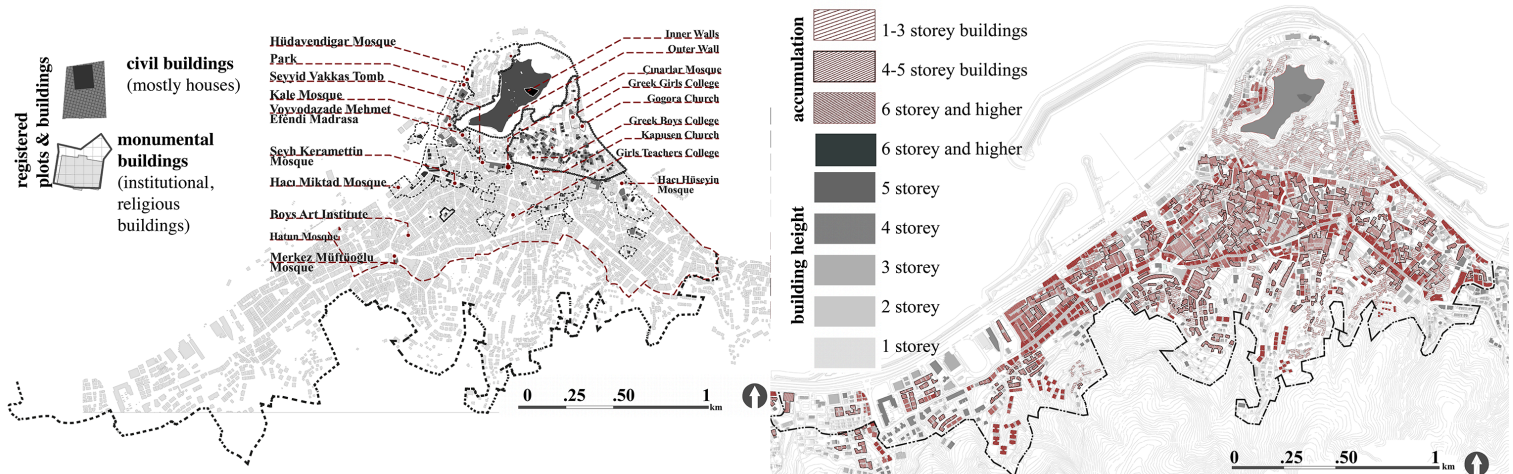 registered
plots & buildings
civil buildings
(mostly houses)
monumental
buildings
(institutional,
religious
buildings)
Hüdavendigar Mosque
Park
Seyyid Vakkas Tomb
Kale Mosque
Voyvodazade Mehmet
Efendi Madrasa
Şeyh Keramettin
Mosque
Hacı Miktad Mosque
Boys Art Institute
Hatun Mosque
Merkez Müftüoğlu
Mosque
Inner Walls
Outer Wall
Çınarlar Mosque
Greek Girls College
Gogora Church
Greek Boys College
Kapusen Church
Girls Teachers College
Hacı Hüseyin
Mosque
0 .25 .50 1
km
accumulation
1-3 storey buildings
4-5 storey buildings
6 storey and higher
building height
6 storey and higher
5 storey
4 storey
3 storey
2 storey
1 storey
0 .25 .50 1
km